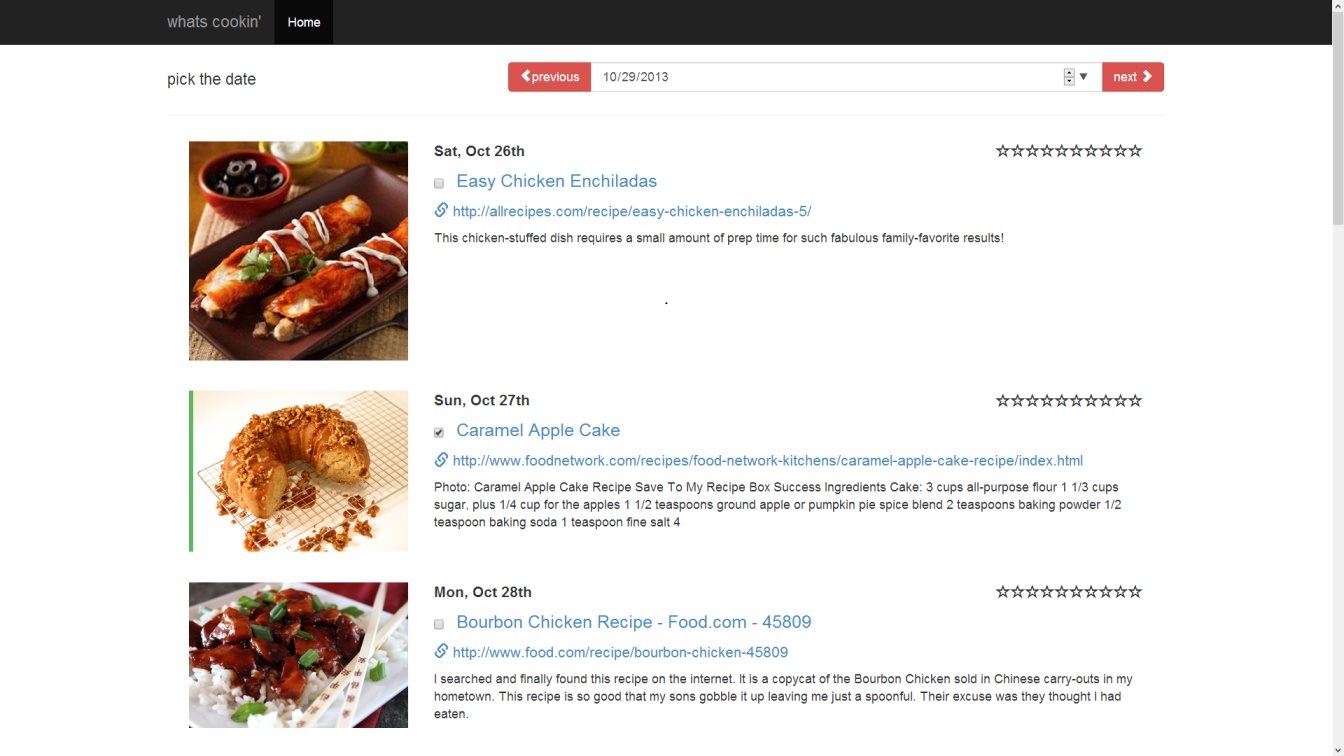 whats cookin' Home
pick the date
previous 10/29/2013 next
Sat, Oct 26th
Easy Chicken Enchiladas
http://allrecipes.com/recipe/easy-chicken-enchiladas-5/
This chicken-stuffed dish requires a small amount of prep time for such fabulous family-favorite results!
Sun, Oct 27th
Caramel Apple Cake
http://www.foodnetwork.com/recipes/food-network-kitchens/caramel-apple-cake-recipe/index.html
Photo: Caramel Apple Cake Recipe Save To My Recipe Box Success Ingredients Cake: 3 cups all-purpose flour 1 1/3 cups
sugar, plus 1/4 cup for the apples 1 1/2 teaspoons ground apple or pumpkin pie spice blend 2 teaspoons baking powder 1/2
teaspoon baking soda 1 teaspoon fine salt 4
Mon, Oct 28th
Bourbon Chicken Recipe - Food.com - 45809
http://www.food.com/recipe/bourbon-chicken-45809
I searched and finally found this recipe on the internet. It is a copycat of the Bourbon Chicken sold in Chinese carry-outs in my
hometown. This recipe is so good that my sons gobble it up leaving me just a spoonful. Their excuse was they thought I had
eaten.